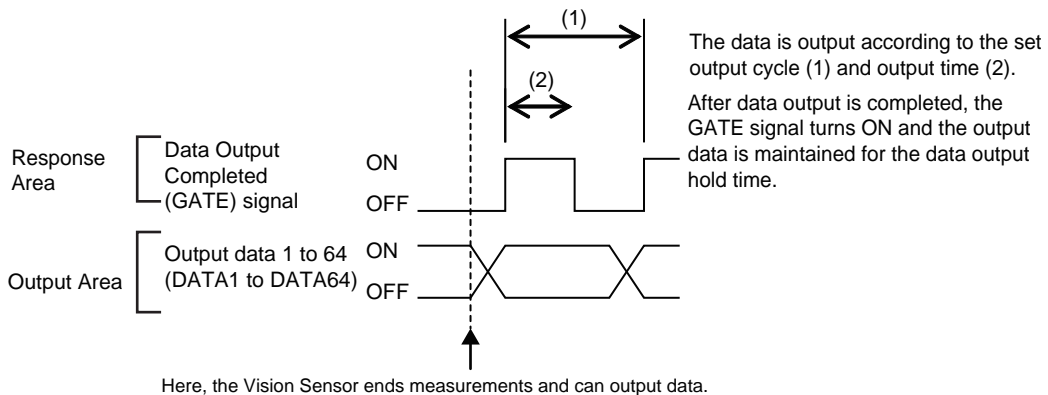 (1)
The data is output according to the set
output cycle (1) and output time (2).
(2)
After data output is completed, the
GATE signal turns ON and the output
data is maintained for the data output
hold time.
Response
Area
Data Output
Completed
(GATE) signal
ON
OFF
Output Area
Output data 1 to 64
(DATA1 to DATA64)
ON
OFF
Here, the Vision Sensor ends measurements and can output data.